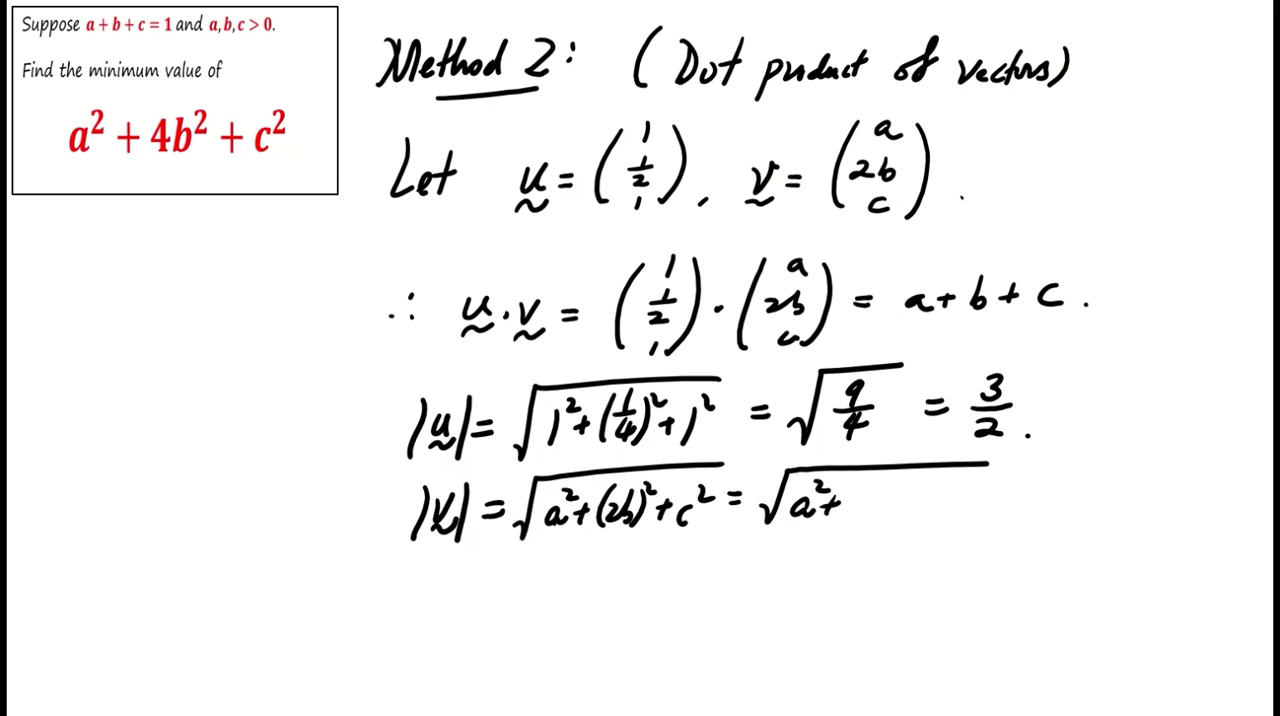 Suppose a + b + c = 1 and a, b, c > 0.
Find the minimum value of
a² + 4b² + c²
Method 2: (Dot product of vectors)
Let u = (1 1/2 1), v = (a 2b c).
∴ u · v = (1 1/2 1) · (a 2b c) = a + b + c.
|u| = √(1² + (1/4)² + 1²) = √(9/4) = 3/2.
|v| = √(a² + (2b)² + c²) = √(a² +